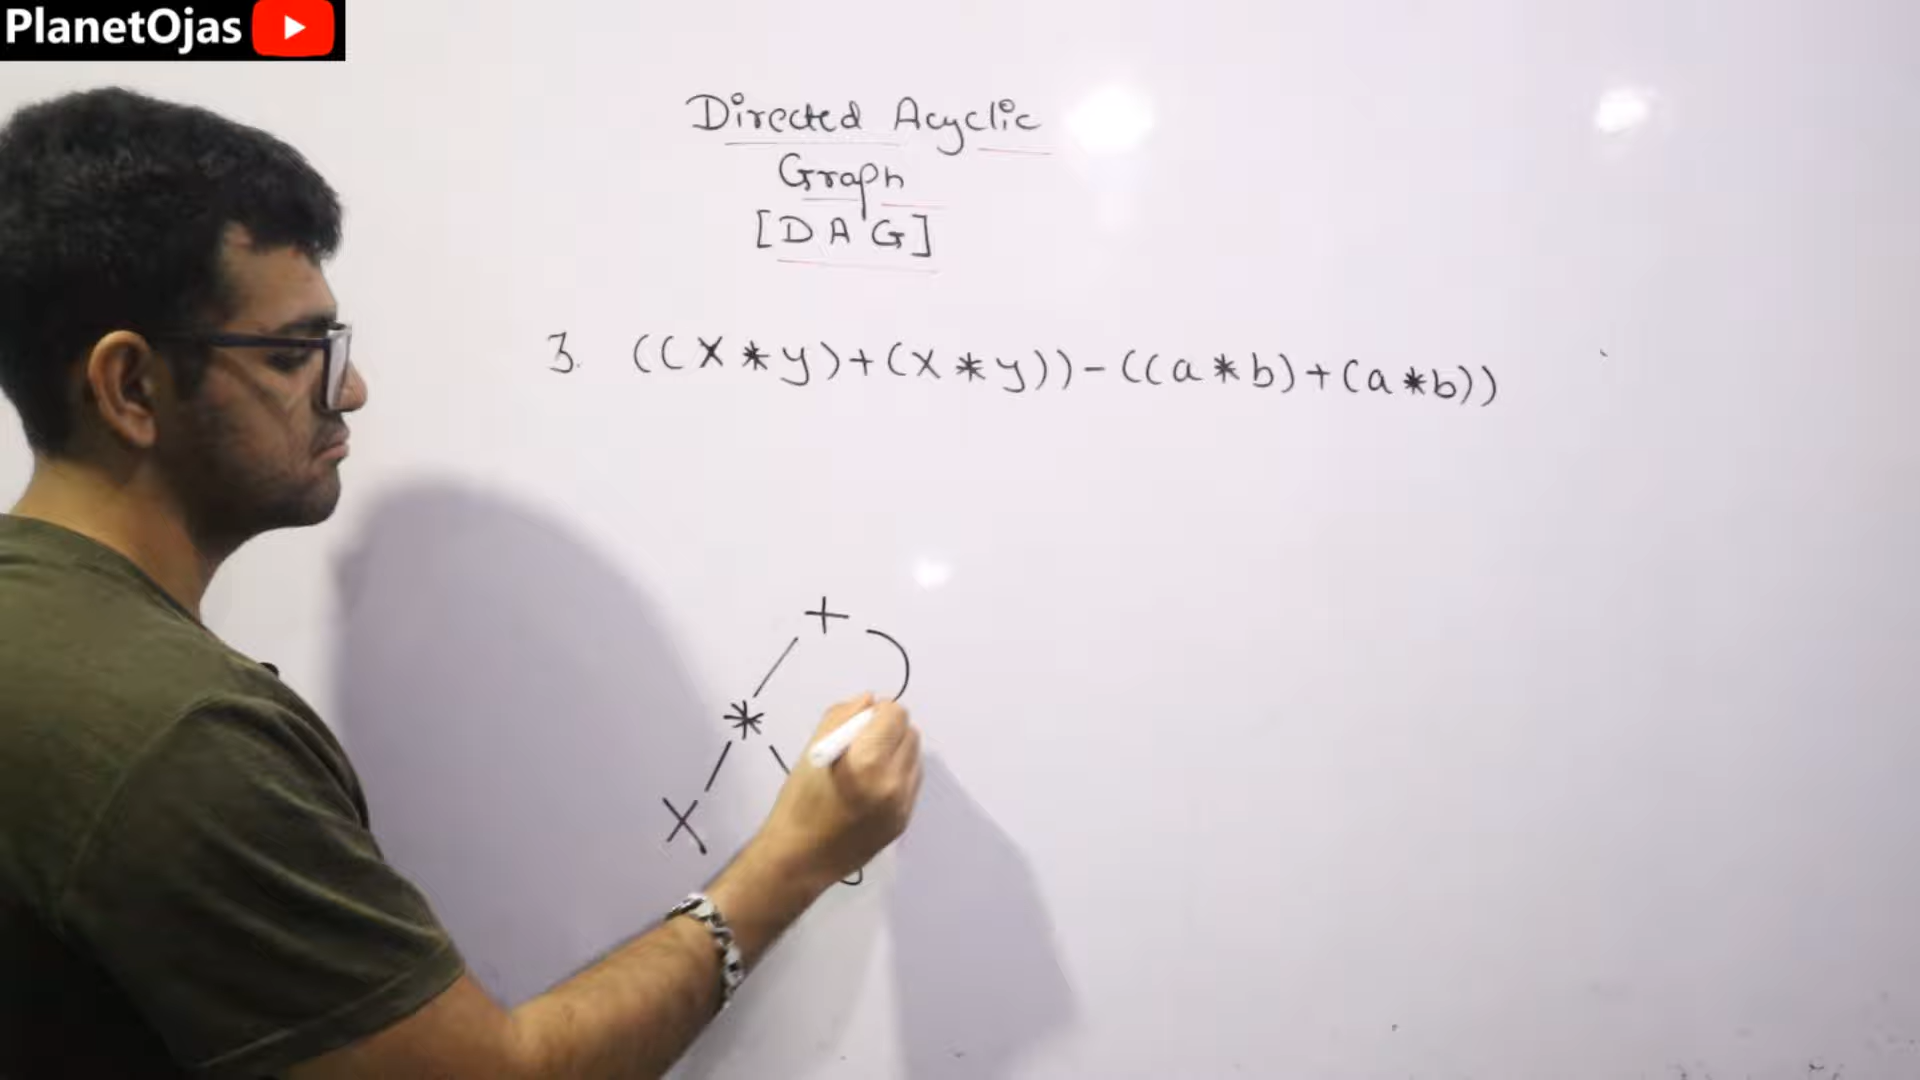 PlanetOjas
Directed Acyclic
Graph
[DAG]
3. ((X * y) + (X * y)) - ((a * b) + (a * b))
+
*
X